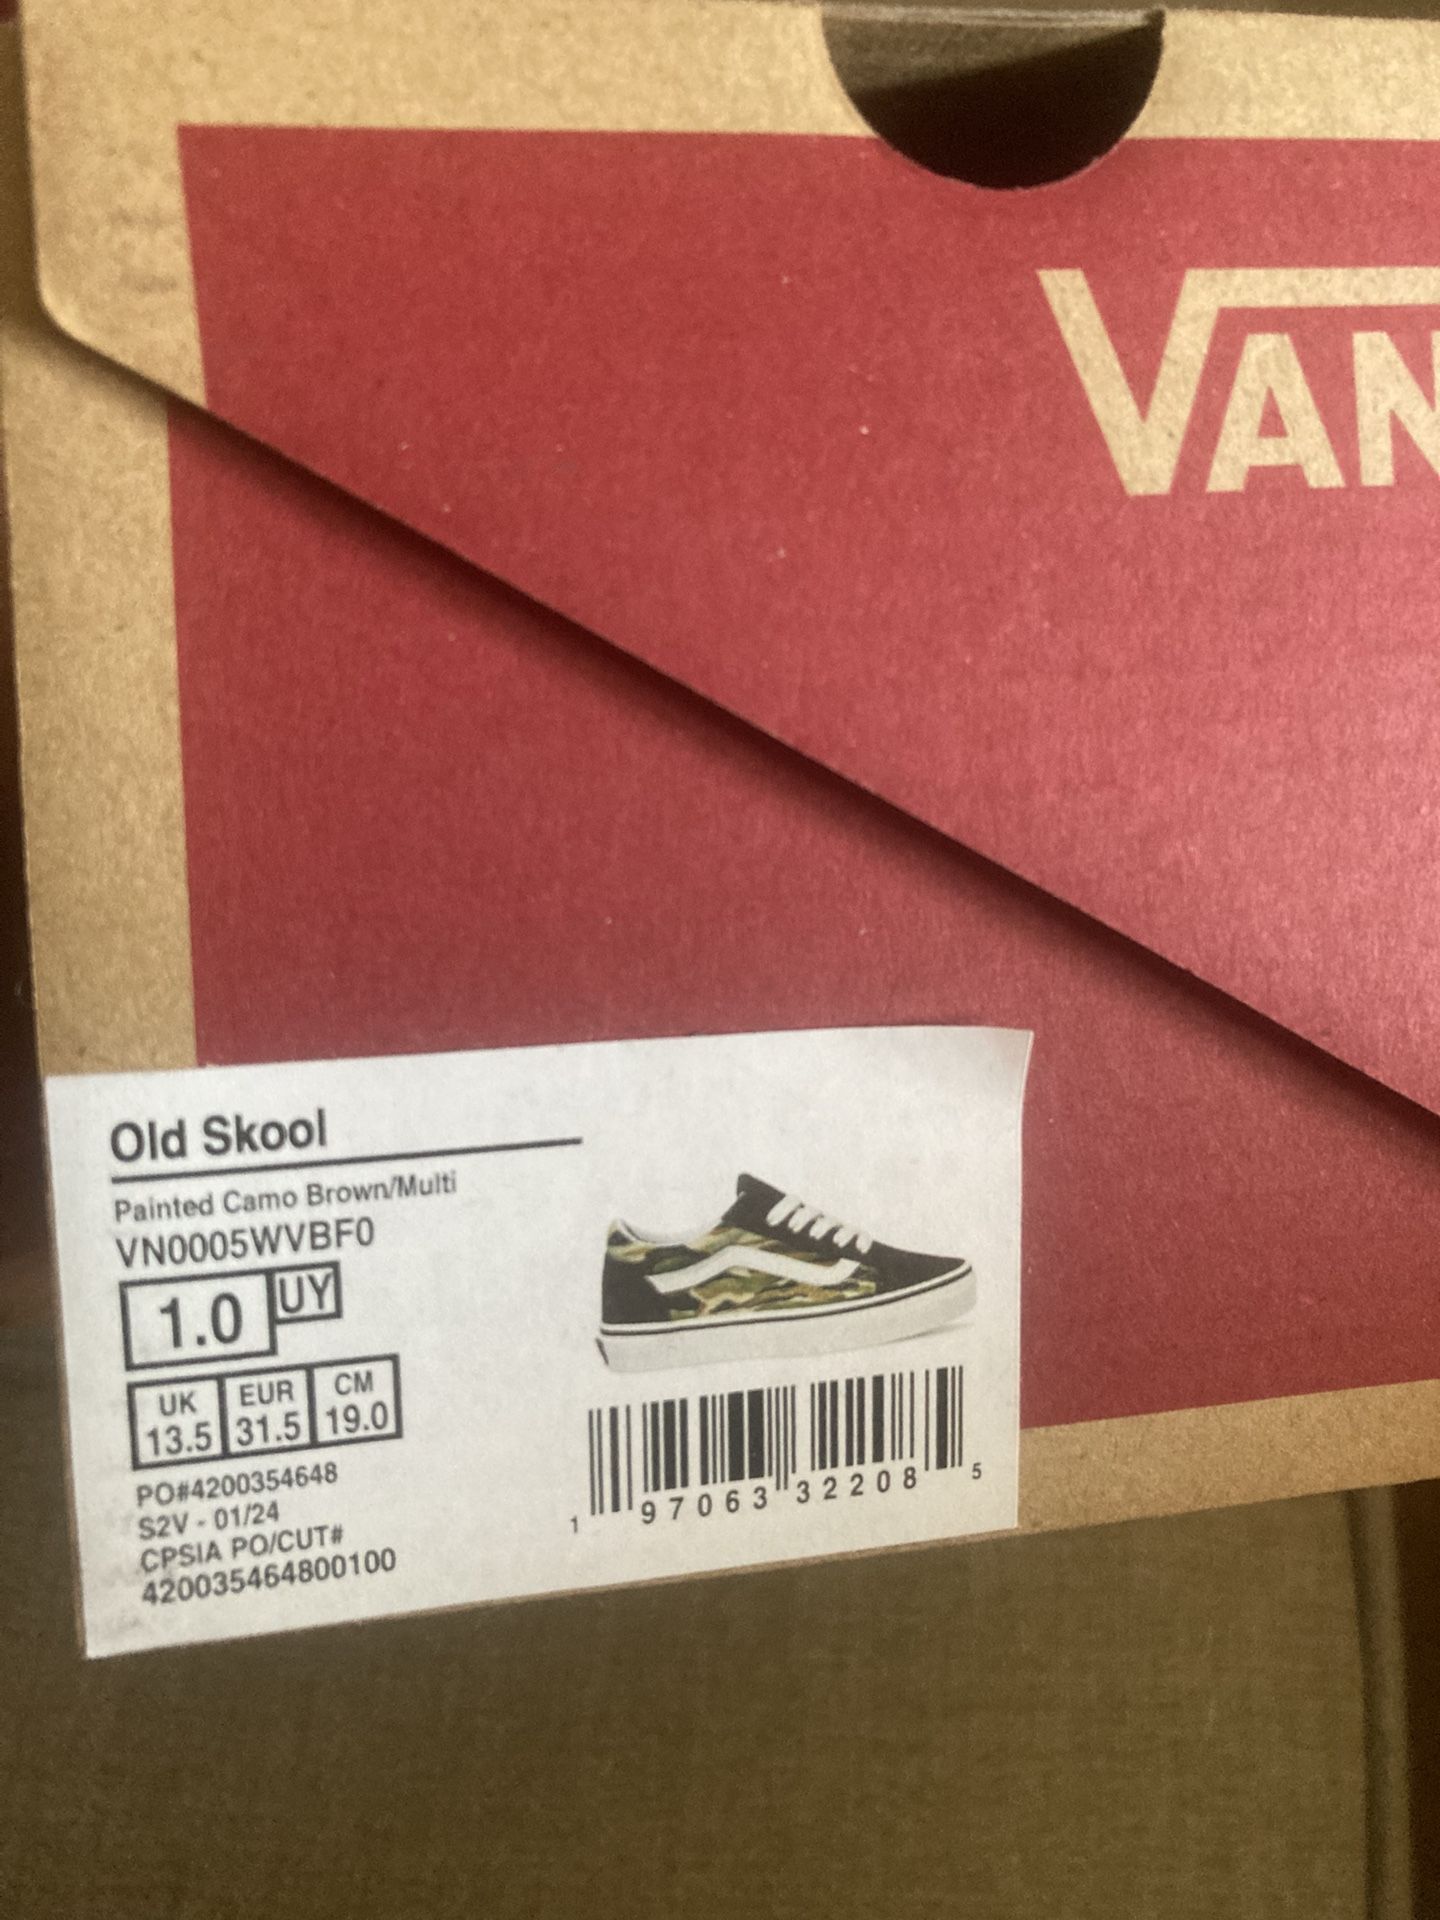 VAN
Old Skool
Painted Camo Brown/Multi
VN0005WVBF0
1.0 UY
UK EUR CM
13.5 31.5 19.0
PO#4200354648
S2V - 01/24
CPSIA PO/CUT#
420035464800100
1 97063 32208 5